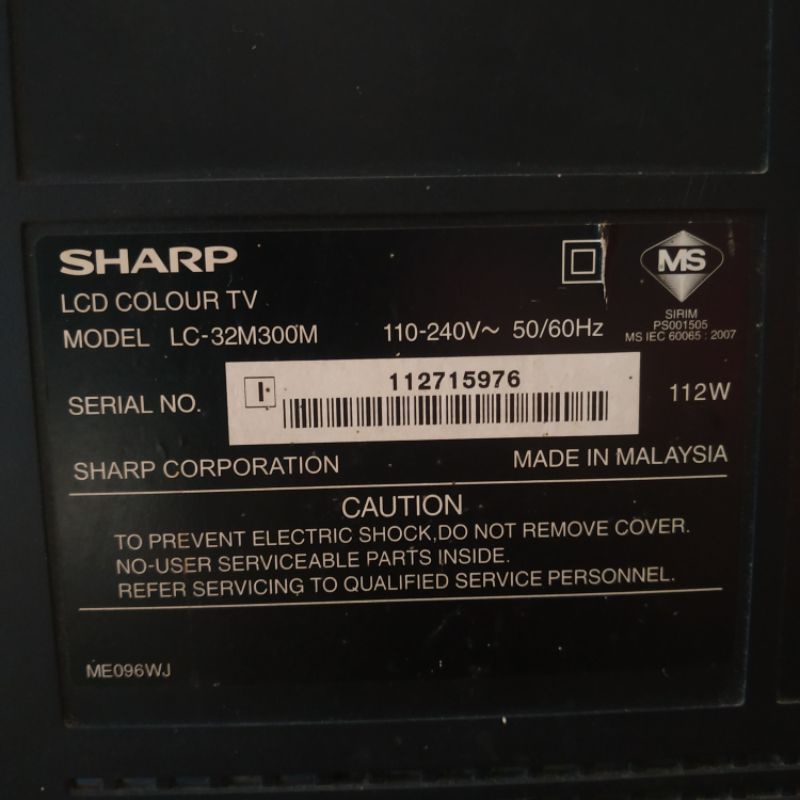 SHARP
LCD COLOUR TV
MODEL LC-32M300M 110-240V~ 50/60Hz
MS
SIRIM
PS001505
MS IEC 60065 : 2007
SERIAL NO. 112715976 112W
SHARP CORPORATION MADE IN MALAYSIA
CAUTION
TO PREVENT ELECTRIC SHOCK,DO NOT REMOVE COVER.
NO-USER SERVICEABLE PARTS INSIDE.
REFER SERVICING TO QUALIFIED SERVICE PERSONNEL.
ME096WJ